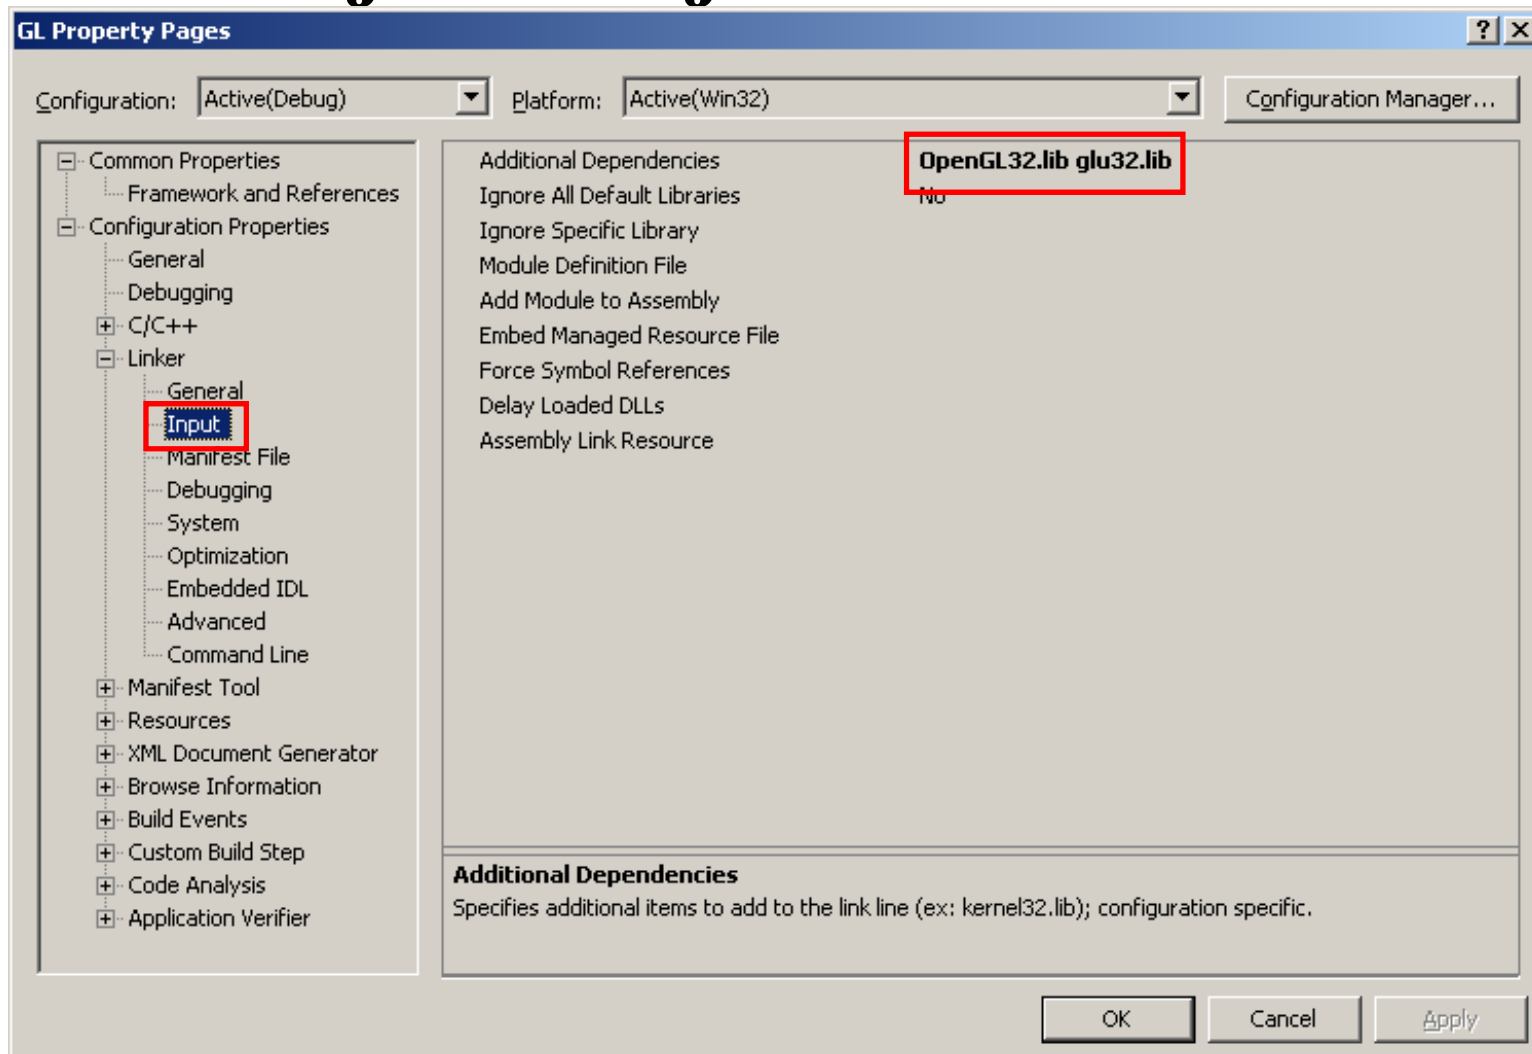 GL Property Pages
Configuration: Active(Debug) Platform: Active(Win32) Configuration Manager...
Common Properties
Framework and References
Configuration Properties
General
Debugging
C/C++
Linker
General
Input
Manifest File
Debugging
System
Optimization
Embedded IDL
Advanced
Command Line
Manifest Tool
Resources
XML Document Generator
Browse Information
Build Events
Custom Build Step
Code Analysis
Application Verifier
Additional Dependencies OpenGL32.lib glu32.lib
Ignore All Default Libraries No
Ignore Specific Library
Module Definition File
Add Module to Assembly
Embed Managed Resource File
Force Symbol References
Delay Loaded DLLs
Assembly Link Resource
Additional Dependencies
Specifies additional items to add to the link line (ex: kernel32.lib); configuration specific.
OK Cancel Apply